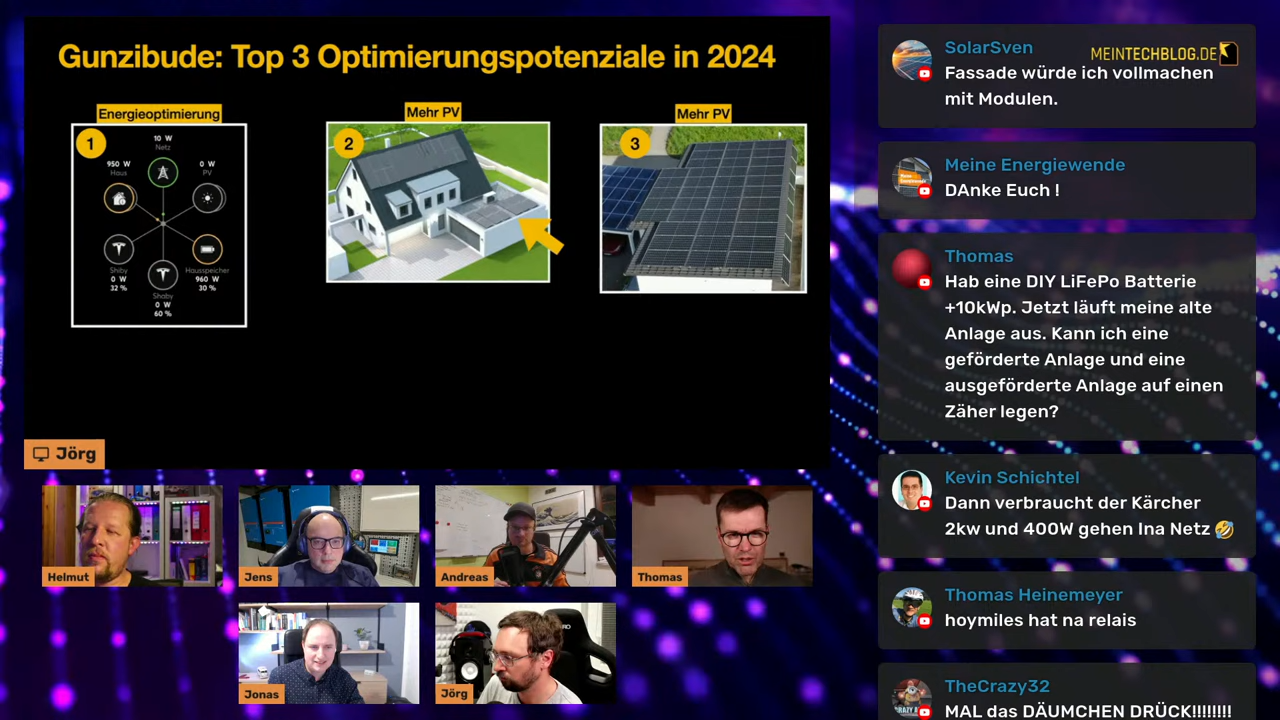 Gunzibude: Top 3 Optimierungspotenziale in 2024
Energieoptimierung
1
10 W
Netz
950 W
Haus
0 W
PV
Shiby
0 W
32 %
Hausspeicher
960 W
30 %
Shaby
0 W
60 %
Mehr PV
2
Mehr PV
3
Jörg
Helmut
Jens
Andreas
Thomas
Jonas
Jörg
MEINTECHBLOG.DE
SolarSven
Fassade würde ich vollmachen
mit Modulen.
Meine Energiewende
DAnke Euch !
Thomas
Hab eine DIY LiFePo Batterie
+10kWp. Jetzt läuft meine alte
Anlage aus. Kann ich eine
geförderte Anlage und eine
ausgeförderte Anlage auf einen
Zäher legen?
Kevin Schichtel
Dann verbraucht der Kärcher
2kw und 400W gehen Ina Netz 🤣
Thomas Heinemeyer
hoymiles hat na relais
TheCrazy32
MAL das DÄUMCHEN DRÜCK!!!!!!!!